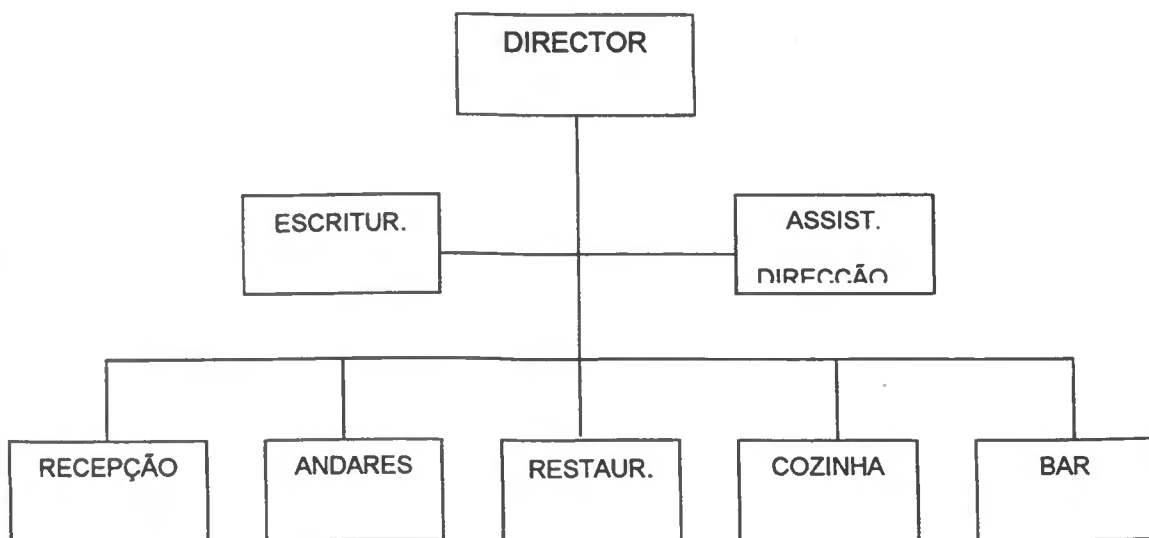 DIRECTOR
ESCRITUR.
ASSIST.
DIRECÇÃO
RECEPÇÃO
ANDARES
RESTAUR.
COZINHA
BAR